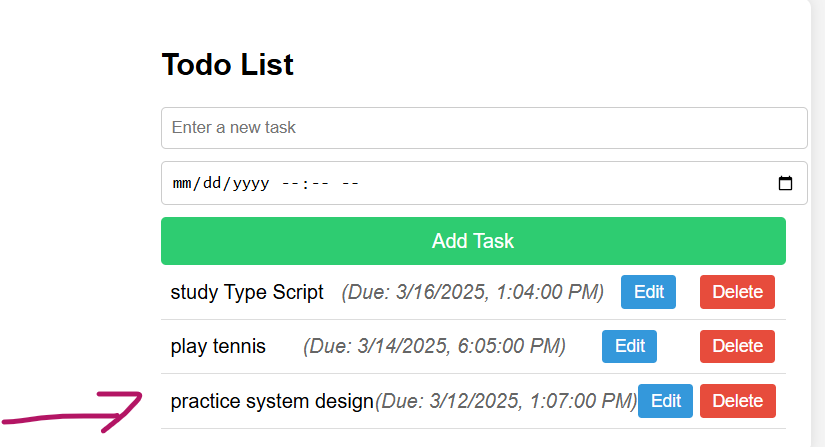 Todo List
Enter a new task
mm/dd/yyyy --:-- --
Add Task
study Type Script (Due: 3/16/2025, 1:04:00 PM) Edit Delete
play tennis (Due: 3/14/2025, 6:05:00 PM) Edit Delete
practice system design(Due: 3/12/2025, 1:07:00 PM) Edit Delete